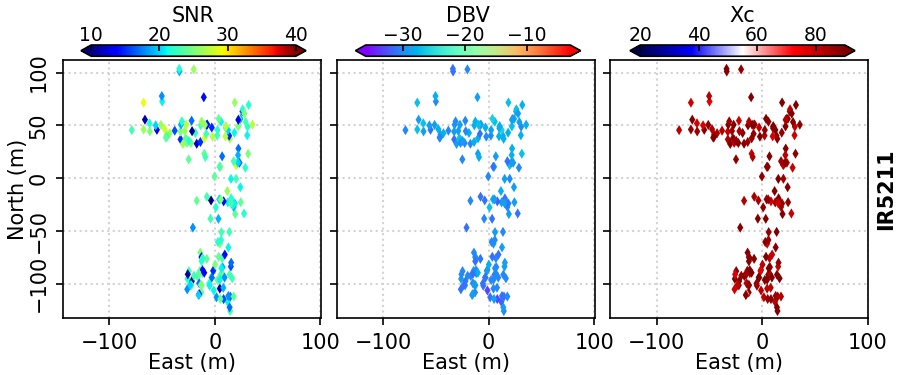 SNR DBV Xc
10 20 30 40 −30 −20 −10 20 40 60 80
North (m)
100
50
0
−50
−100
IR5211
−100 0 100 −100 0 100 −100 0 100
East (m) East (m) East (m)